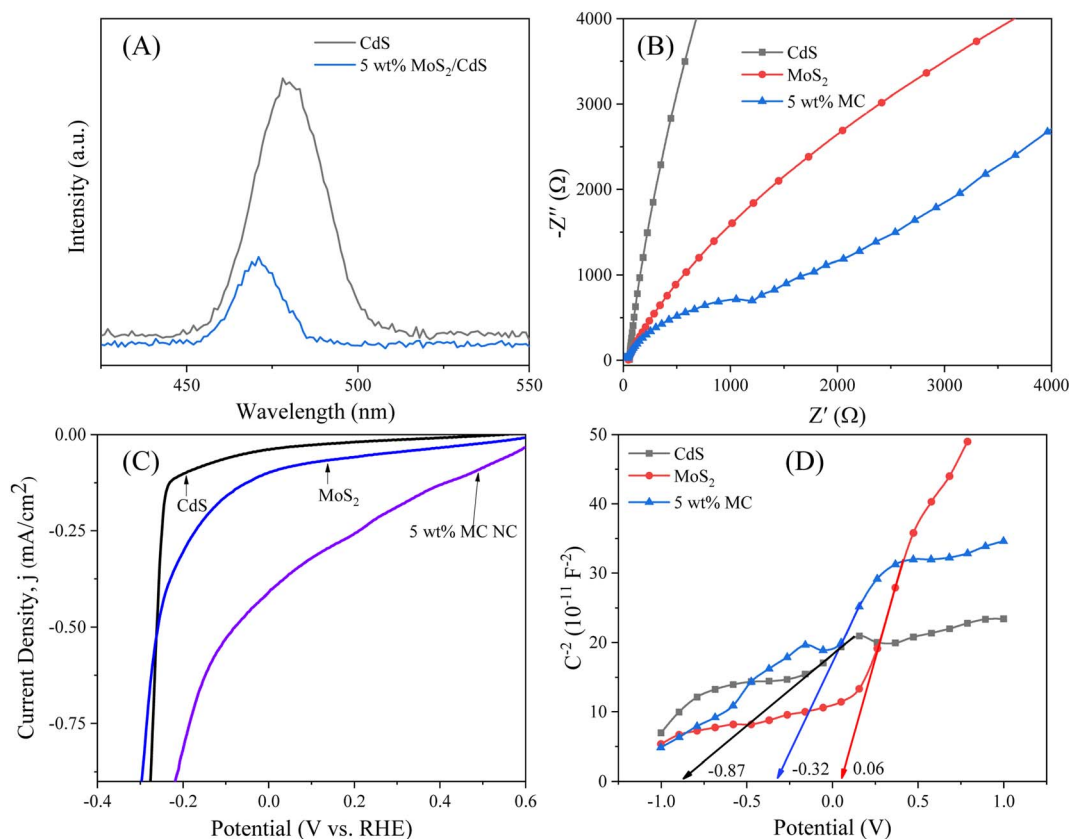 (A)
CdS
5 wt% MoS₂/CdS
Intensity (a.u.)
450
500
550
Wavelength (nm)
(B)
CdS
MoS₂
5 wt% MC
-Z″ (Ω)
4000
3000
2000
1000
0
0
1000
2000
3000
4000
Z′ (Ω)
(C)
CdS
MoS₂
5 wt% MC NC
Current Density, j (mA/cm²)
0.00
-0.25
-0.50
-0.75
-0.4
-0.2
0.0
0.2
0.4
0.6
Potential (V vs. RHE)
(D)
CdS
MoS₂
5 wt% MC
C⁻² (10⁻¹¹ F⁻²)
50
40
30
20
10
0
-0.87
-0.32
0.06
-1.0
-0.5
0.0
0.5
1.0
Potential (V)